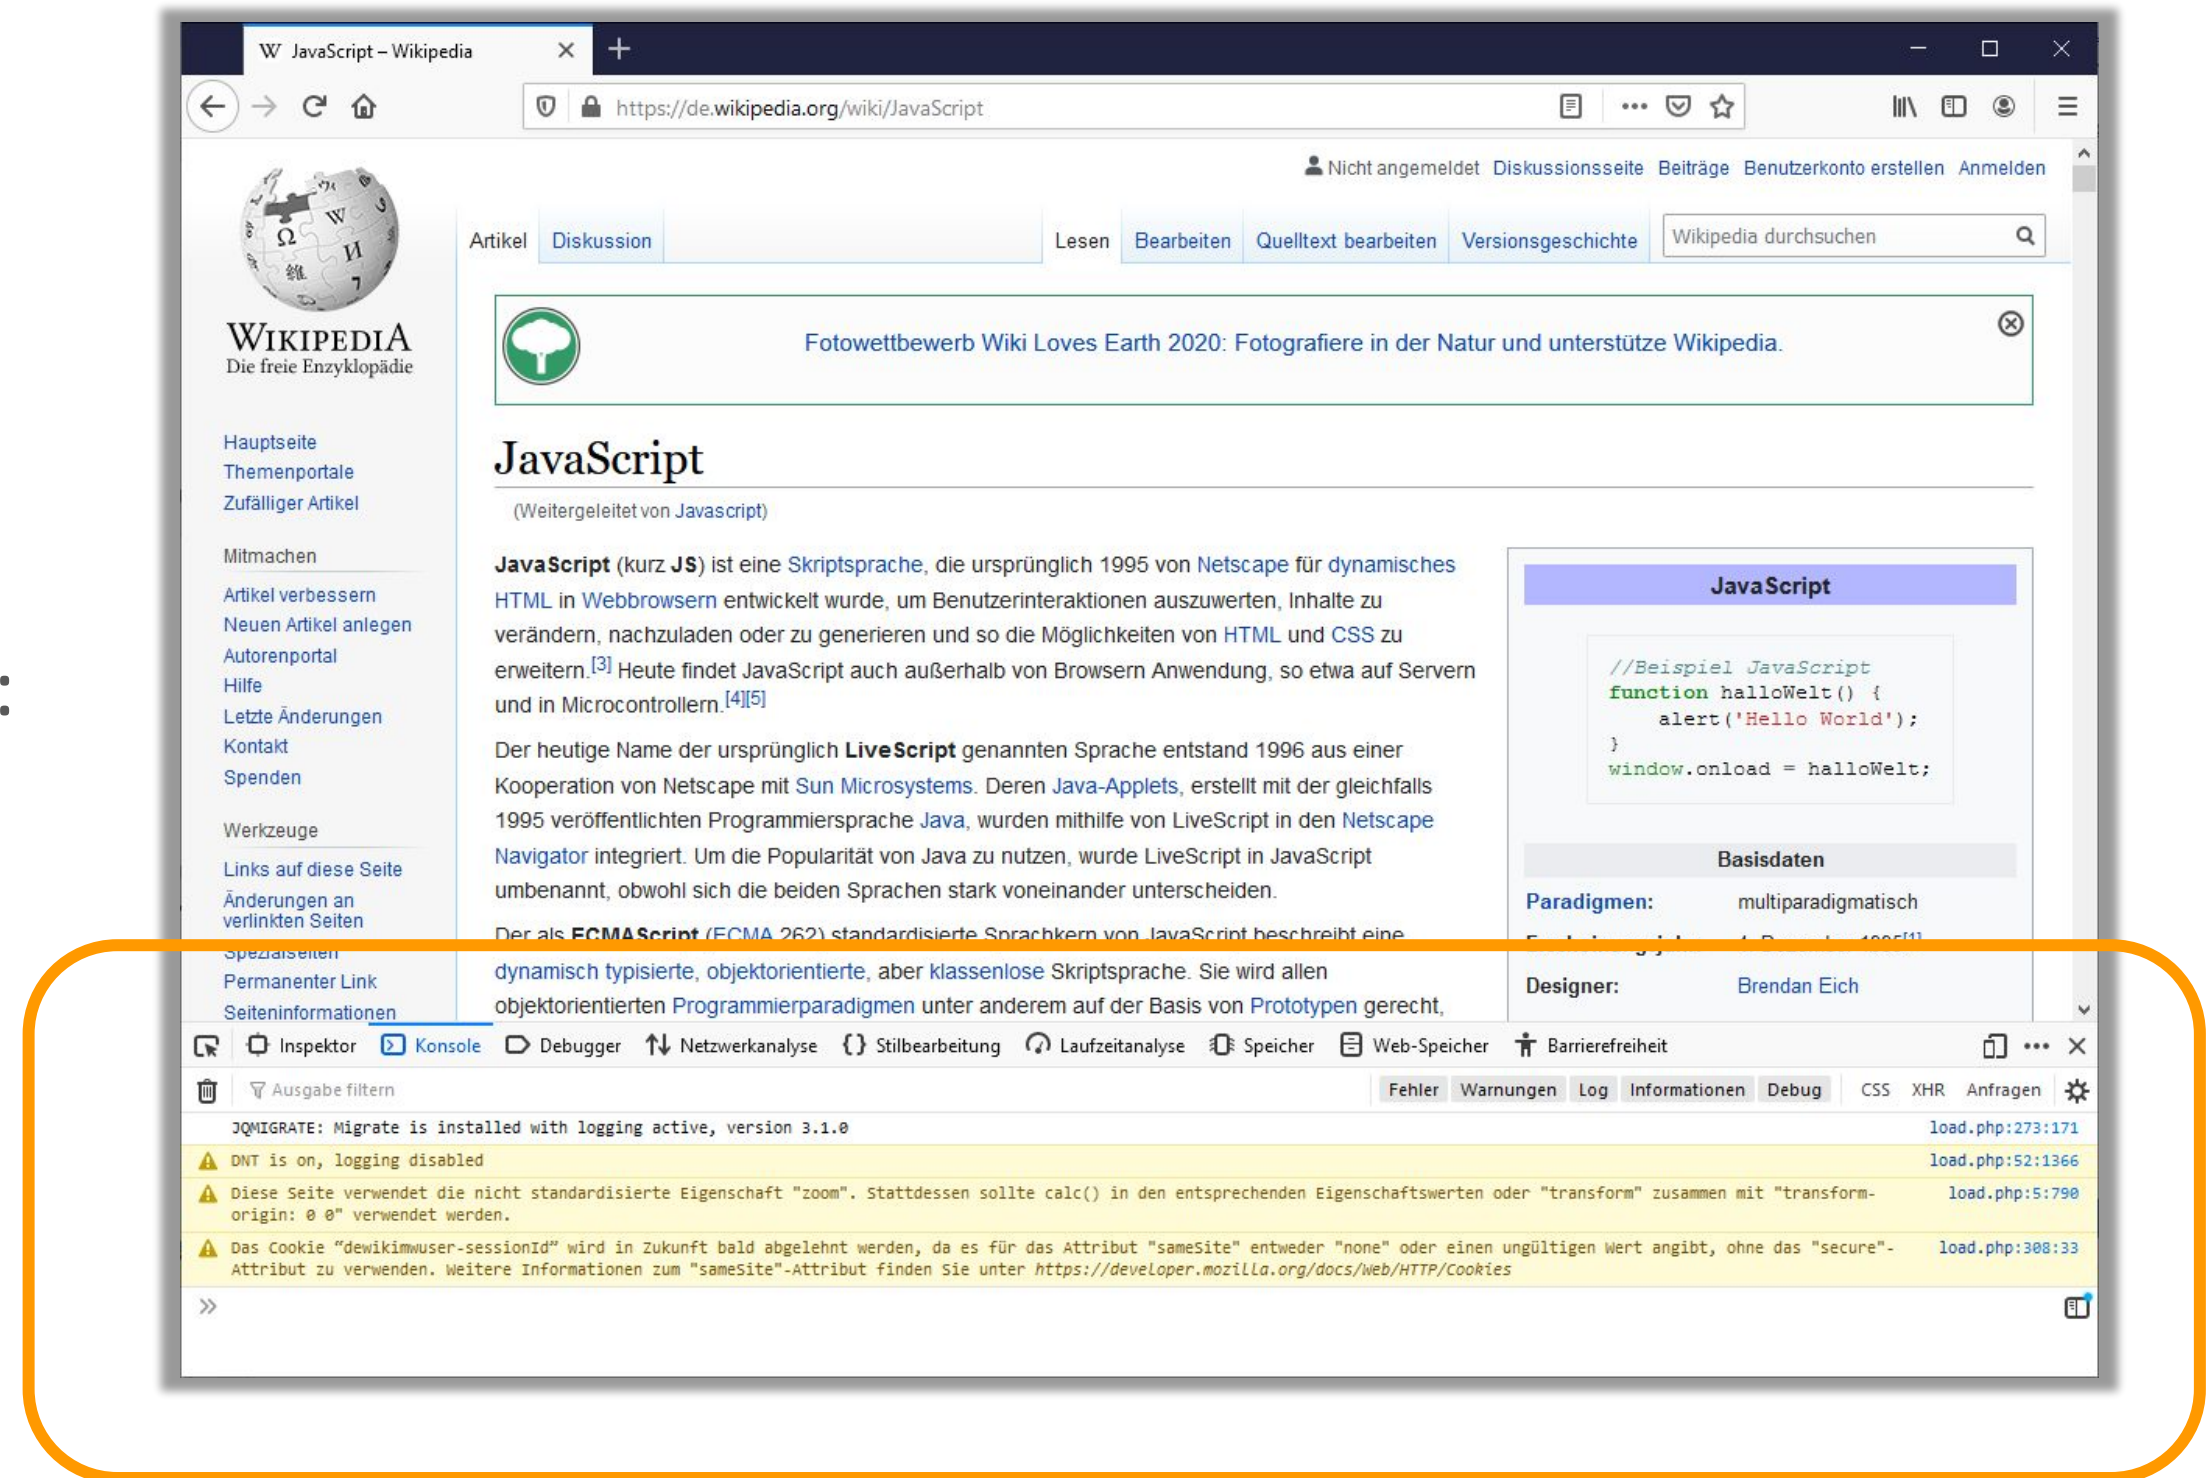 JavaScript – Wikipedia
https://de.wikipedia.org/wiki/JavaScript
Nicht angemeldet Diskussionsseite Beiträge Benutzerkonto erstellen Anmelden
Artikel Diskussion Lesen Bearbeiten Quelltext bearbeiten Versionsgeschichte Wikipedia durchsuchen
WIKIPEDIA
Die freie Enzyklopädie
Hauptseite
Themenportale
Zufälliger Artikel
Mitmachen
Artikel verbessern
Neuen Artikel anlegen
Autorenportal
Hilfe
Letzte Änderungen
Kontakt
Spenden
Werkzeuge
Links auf diese Seite
Änderungen an
verlinkten Seiten
Spezialseiten
Permanenter Link
Seiteninformationen
Fotowettbewerb Wiki Loves Earth 2020: Fotografiere in der Natur und unterstütze Wikipedia.
JavaScript
(Weitergeleitet von Javascript)
JavaScript (kurz JS) ist eine Skriptsprache, die ursprünglich 1995 von Netscape für dynamisches
HTML in Webbrowsern entwickelt wurde, um Benutzerinteraktionen auszuwerten, Inhalte zu
verändern, nachzuladen oder zu generieren und so die Möglichkeiten von HTML und CSS zu
erweitern.[3] Heute findet JavaScript auch außerhalb von Browsern Anwendung, so etwa auf Servern
und in Microcontrollern.[4][5]
Der heutige Name der ursprünglich LiveScript genannten Sprache entstand 1996 aus einer
Kooperation von Netscape mit Sun Microsystems. Deren Java-Applets, erstellt mit der gleichfalls
1995 veröffentlichten Programmiersprache Java, wurden mithilfe von LiveScript in den Netscape
Navigator integriert. Um die Popularität von Java zu nutzen, wurde LiveScript in JavaScript
umbenannt, obwohl sich die beiden Sprachen stark voneinander unterscheiden.
Der als ECMAScript (ECMA 262) standardisierte Sprachkern von JavaScript beschreibt eine
dynamisch typisierte, objektorientierte, aber klassenlose Skriptsprache. Sie wird allen
objektorientierten Programmierparadigmen unter anderem auf der Basis von Prototypen gerecht,
JavaScript
//Beispiel JavaScript
function halloWelt() {
alert('Hello World');
}
window.onload = halloWelt;
Basisdaten
Paradigmen: multiparadigmatisch
1995[1]
Designer: Brendan Eich
:
Inspektor Konsole Debugger Netzwerkanalyse Stilbearbeitung Laufzeitanalyse Speicher Web-Speicher Barrierefreiheit
Ausgabe filtern Fehler Warnungen Log Informationen Debug CSS XHR Anfragen
JQMIGRATE: Migrate is installed with logging active, version 3.1.0 load.php:273:171
DNT is on, logging disabled load.php:52:1366
Diese Seite verwendet die nicht standardisierte Eigenschaft "zoom". Stattdessen sollte calc() in den entsprechenden Eigenschaftswerten oder "transform" zusammen mit "transform- load.php:5:790
origin: 0 0" verwendet werden.
Das Cookie “dewikimwuser-sessionId” wird in Zukunft bald abgelehnt werden, da es für das Attribut "sameSite" entweder "none" oder einen ungültigen Wert angibt, ohne das "secure"- load.php:308:33
Attribut zu verwenden. Weitere Informationen zum "sameSite"-Attribut finden Sie unter https://developer.mozilla.org/docs/Web/HTTP/Cookies